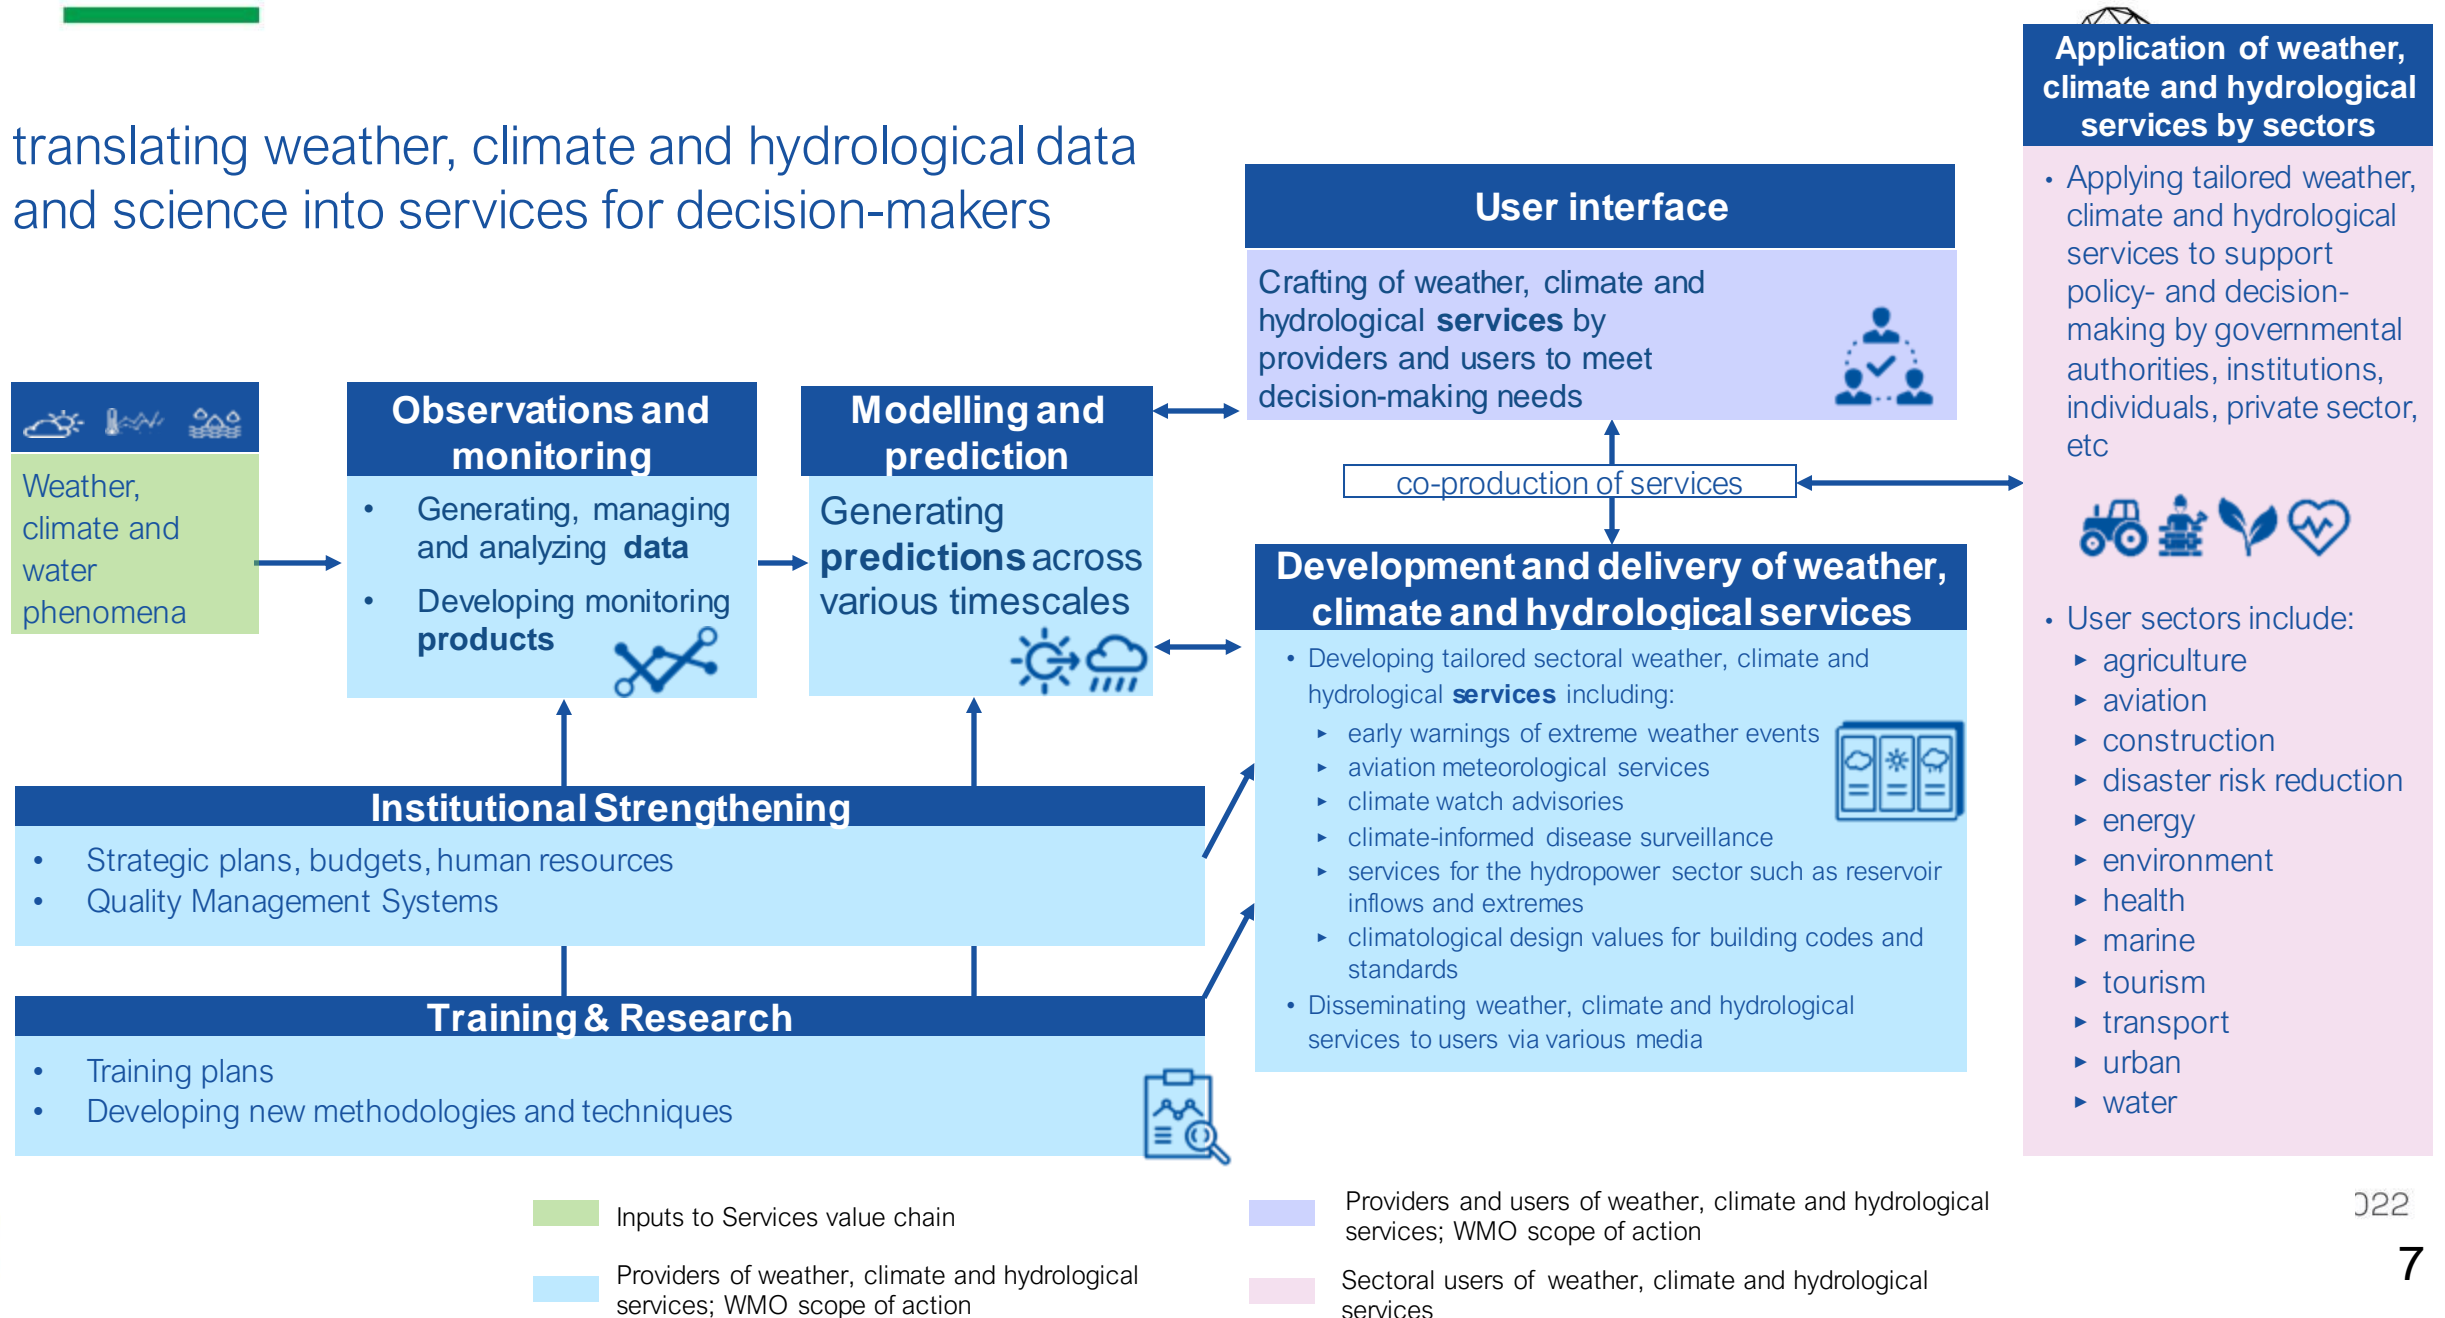 translating weather, climate and hydrological data
and science into services for decision-makers
Weather,
climate and
water
phenomena
Observations and
monitoring
• Generating, managing
and analyzing data
• Developing monitoring
products
Modelling and
prediction
Generating
predictions across
various timescales
User interface
Crafting of weather, climate and
hydrological services by
providers and users to meet
decision-making needs
co-production of services
Development and delivery of weather,
climate and hydrological services
• Developing tailored sectoral weather, climate and
hydrological services including:
► early warnings of extreme weather events
► aviation meteorological services
► climate watch advisories
► climate-informed disease surveillance
► services for the hydropower sector such as reservoir
inflows and extremes
► climatological design values for building codes and
standards
• Disseminating weather, climate and hydrological
services to users via various media
Application of weather,
climate and hydrological
services by sectors
• Applying tailored weather,
climate and hydrological
services to support
policy- and decision-
making by governmental
authorities, institutions,
individuals, private sector,
etc
• User sectors include:
► agriculture
► aviation
► construction
► disaster risk reduction
► energy
► environment
► health
► marine
► tourism
► transport
► urban
► water
Institutional Strengthening
• Strategic plans, budgets, human resources
• Quality Management Systems
Training & Research
• Training plans
• Developing new methodologies and techniques
Inputs to Services value chain
Providers of weather, climate and hydrological
services; WMO scope of action
Providers and users of weather, climate and hydrological
services; WMO scope of action
Sectoral users of weather, climate and hydrological
services
022
7